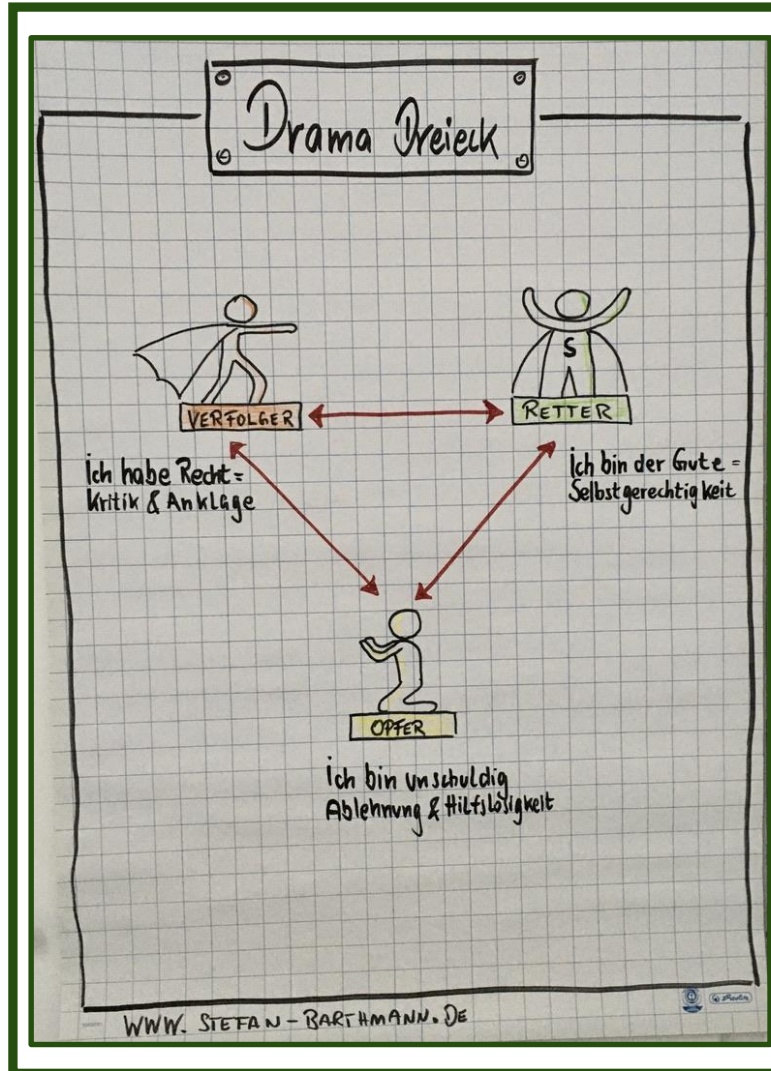 Drama Dreieck
VERFOLGER
RETTER
Ich habe Recht =
Kritik & Anklage
Ich bin der Gute =
Selbstgerechtigkeit
OPFER
Ich bin unschuldig
Ablehnung & Hilfslosigkeit
WWW. STEFAN-BARTHMANN.DE